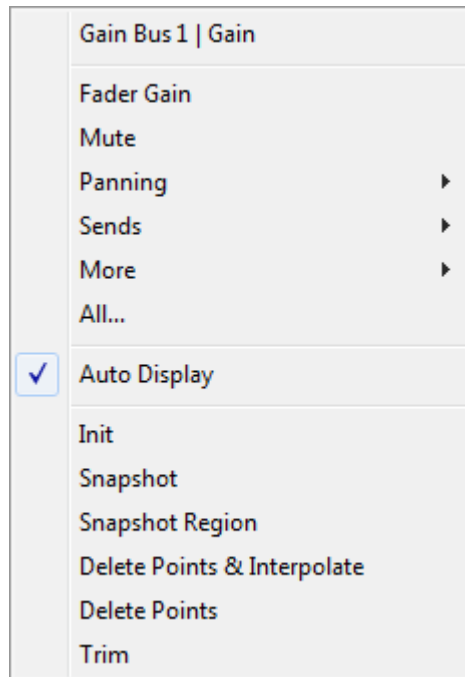 Gain Bus 1 | Gain
Fader Gain
Mute
Panning
Sends
More
All...
Auto Display
Init
Snapshot
Snapshot Region
Delete Points & Interpolate
Delete Points
Trim